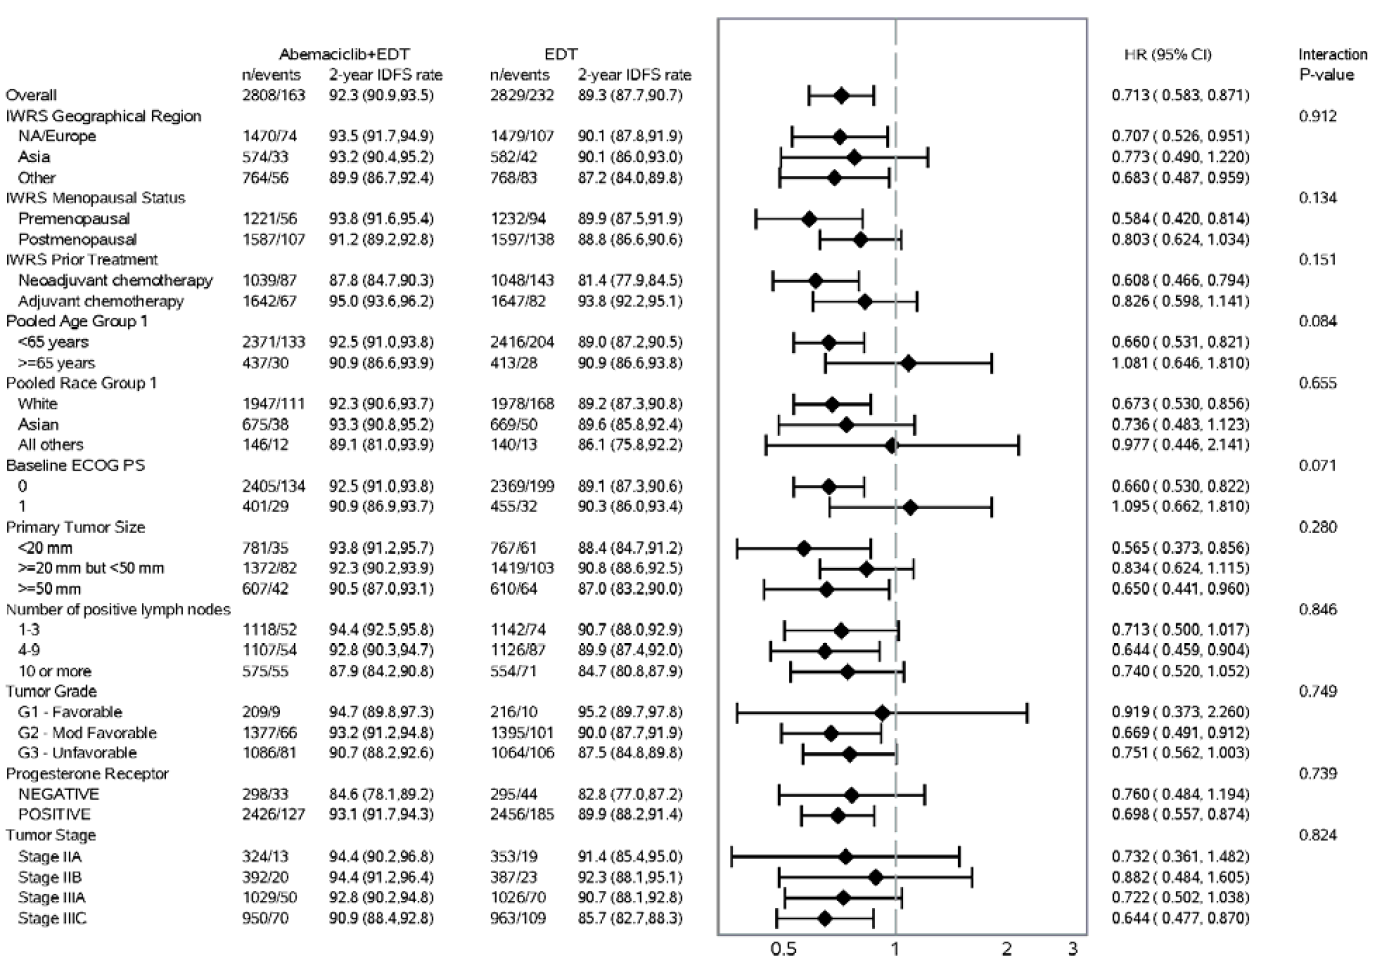 Abemaciclib+EDT EDT HR (95% CI) Interaction
n/events 2-year IDFS rate n/events 2-year IDFS rate P-value
Overall 2808/163 92.3 (90.9,93.5) 2829/232 89.3 (87.7,90.7) 0.713 ( 0.583, 0.871)
IWRS Geographical Region 0.912
NA/Europe 1470/74 93.5 (91.7,94.9) 1479/107 90.1 (87.8,91.9) 0.707 ( 0.526, 0.951)
Asia 574/33 93.2 (90.4,95.2) 582/42 90.1 (86.0,93.0) 0.773 ( 0.490, 1.220)
Other 764/56 89.9 (86.7,92.4) 768/83 87.2 (84.0,89.8) 0.683 ( 0.487, 0.959)
IWRS Menopausal Status 0.134
Premenopausal 1221/56 93.8 (91.6,95.4) 1232/94 89.9 (87.5,91.9) 0.584 ( 0.420, 0.814)
Postmenopausal 1587/107 91.2 (89.2,92.8) 1597/138 88.8 (86.6,90.6) 0.803 ( 0.624, 1.034)
IWRS Prior Treatment 0.151
Neoadjuvant chemotherapy 1039/87 87.8 (84.7,90.3) 1048/143 81.4 (77.9,84.5) 0.608 ( 0.466, 0.794)
Adjuvant chemotherapy 1642/67 95.0 (93.6,96.2) 1647/82 93.8 (92.2,95.1) 0.826 ( 0.598, 1.141)
Pooled Age Group 1 0.084
<65 years 2371/133 92.5 (91.0,93.8) 2416/204 89.0 (87.2,90.5) 0.660 ( 0.531, 0.821)
>=65 years 437/30 90.9 (86.6,93.9) 413/28 90.9 (86.6,93.8) 1.081 ( 0.646, 1.810)
Pooled Race Group 1 0.655
White 1947/111 92.3 (90.6,93.7) 1978/168 89.2 (87.3,90.8) 0.673 ( 0.530, 0.856)
Asian 675/38 93.3 (90.8,95.2) 669/50 89.6 (85.8,92.4) 0.736 ( 0.483, 1.123)
All others 146/12 89.1 (81.0,93.9) 140/13 86.1 (75.8,92.2) 0.977 ( 0.446, 2.141)
Baseline ECOG PS 0.071
0 2405/134 92.5 (91.0,93.8) 2369/199 89.1 (87.3,90.6) 0.660 ( 0.530, 0.822)
1 401/29 90.9 (86.9,93.7) 455/32 90.3 (86.0,93.4) 1.095 ( 0.662, 1.810)
Primary Tumor Size 0.280
<20 mm 781/35 93.8 (91.2,95.7) 767/61 88.4 (84.7,91.2) 0.565 ( 0.373, 0.856)
>=20 mm but <50 mm 1372/82 92.3 (90.2,93.9) 1419/103 90.8 (88.6,92.5) 0.834 ( 0.624, 1.115)
>=50 mm 607/42 90.5 (87.0,93.1) 610/64 87.0 (83.2,90.0) 0.650 ( 0.441, 0.960)
Number of positive lymph nodes 0.846
1-3 1118/52 94.4 (92.5,95.8) 1142/74 90.7 (88.0,92.9) 0.713 ( 0.500, 1.017)
4-9 1107/54 92.8 (90.3,94.7) 1126/87 89.9 (87.4,92.0) 0.644 ( 0.459, 0.904)
10 or more 575/55 87.9 (84.2,90.8) 554/71 84.7 (80.8,87.9) 0.740 ( 0.520, 1.052)
Tumor Grade 0.749
G1 - Favorable 209/9 94.7 (89.8,97.3) 216/10 95.2 (89.7,97.8) 0.919 ( 0.373, 2.260)
G2 - Mod Favorable 1377/66 93.2 (91.2,94.8) 1395/101 90.0 (87.7,91.9) 0.669 ( 0.491, 0.912)
G3 - Unfavorable 1086/81 90.7 (88.2,92.6) 1064/106 87.5 (84.8,89.8) 0.751 ( 0.562, 1.003)
Progesterone Receptor 0.739
NEGATIVE 298/33 84.6 (78.1,89.2) 295/44 82.8 (77.0,87.2) 0.760 ( 0.484, 1.194)
POSITIVE 2426/127 93.1 (91.7,94.3) 2456/185 89.9 (88.2,91.4) 0.698 ( 0.557, 0.874)
Tumor Stage 0.824
Stage IIA 324/13 94.4 (90.2,96.8) 353/19 91.4 (85.4,95.0) 0.732 ( 0.361, 1.482)
Stage IIB 392/20 94.4 (91.2,96.4) 387/23 92.3 (88.1,95.1) 0.882 ( 0.484, 1.605)
Stage IIIA 1029/50 92.8 (90.2,94.8) 1026/70 90.7 (88.1,92.8) 0.722 ( 0.502, 1.038)
Stage IIIC 950/70 90.9 (88.4,92.8) 963/109 85.7 (82.7,88.3) 0.644 ( 0.477, 0.870)
0.5 1 2 3